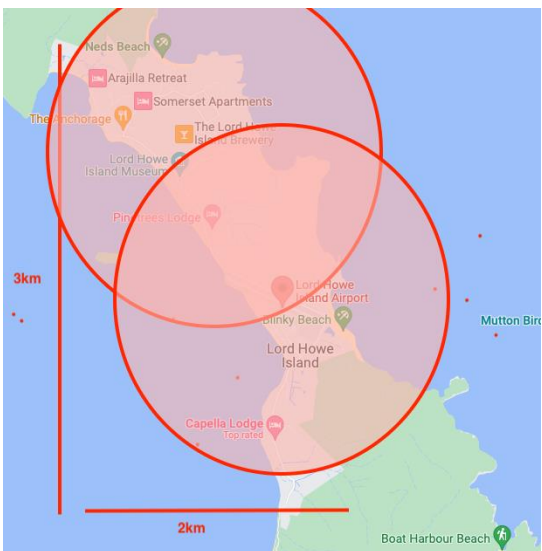 Neds Beach
Arajilla Retreat
Somerset Apartments
The Anchorage
The Lord Howe
Island Brewery
Lord Howe
Island Museum
Pinetrees Lodge
3km
Lord Howe
Island Airport
Blinky Beach
Mutton Bird
Lord Howe
Island
Capella Lodge
Top rated
2km
Boat Harbour Beach